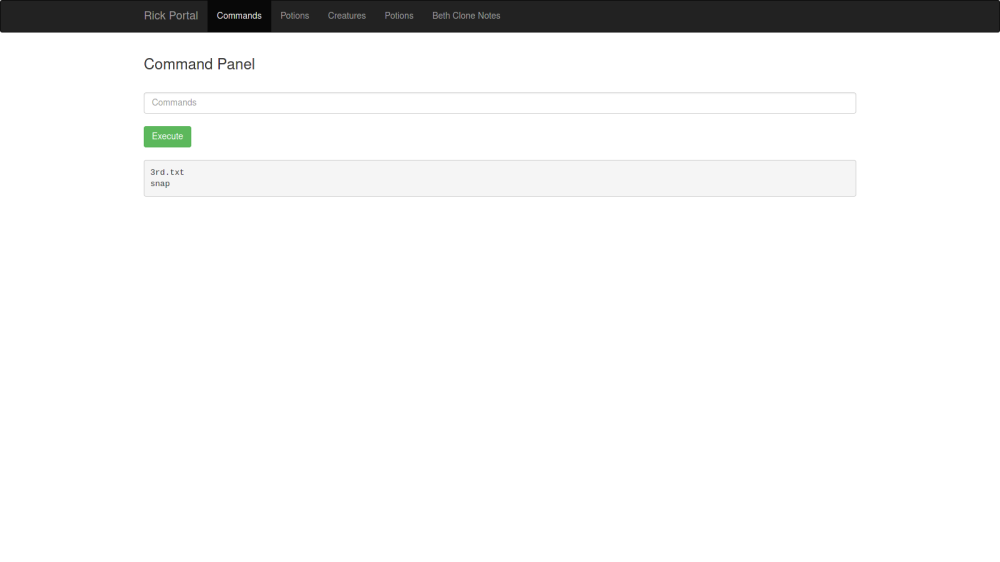 Rick Portal Commands Potions Creatures Potions Beth Clone Notes
Command Panel
Commands
Execute
3rd.txt
snap